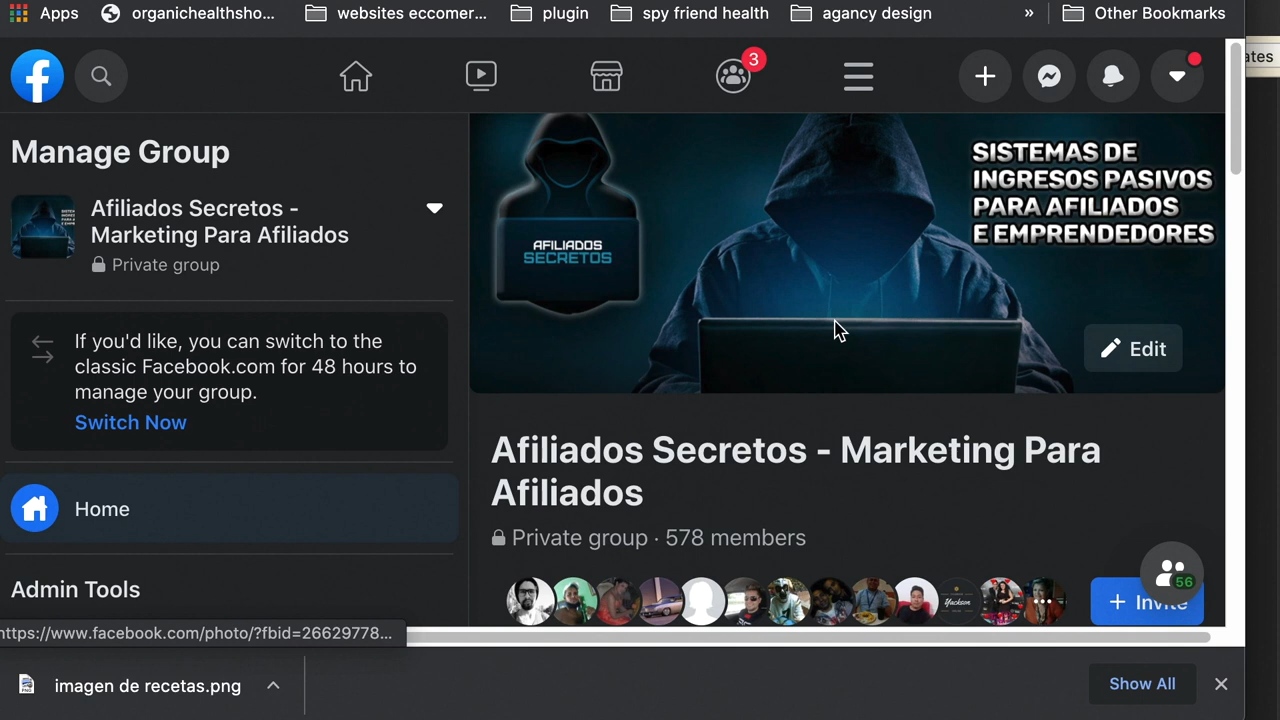 Apps
organichealthsho...
websites eccomer...
plugin
spy friend health
agancy design
»
Other Bookmarks
ates
3
Manage Group
Afiliados Secretos -
Marketing Para Afiliados
Private group
If you'd like, you can switch to the
classic Facebook.com for 48 hours to
manage your group.
Switch Now
Home
Admin Tools
https://www.facebook.com/photo/?fbid=26629778...
AFILIADOS
SECRETOS
SISTEMAS DE
INGRESOS PASIVOS
PARA AFILIADOS
E EMPRENDEDORES
Edit
Afiliados Secretos - Marketing Para
Afiliados
Private group · 578 members
Yackson
56
+ Invite
imagen de recetas.png
Show All